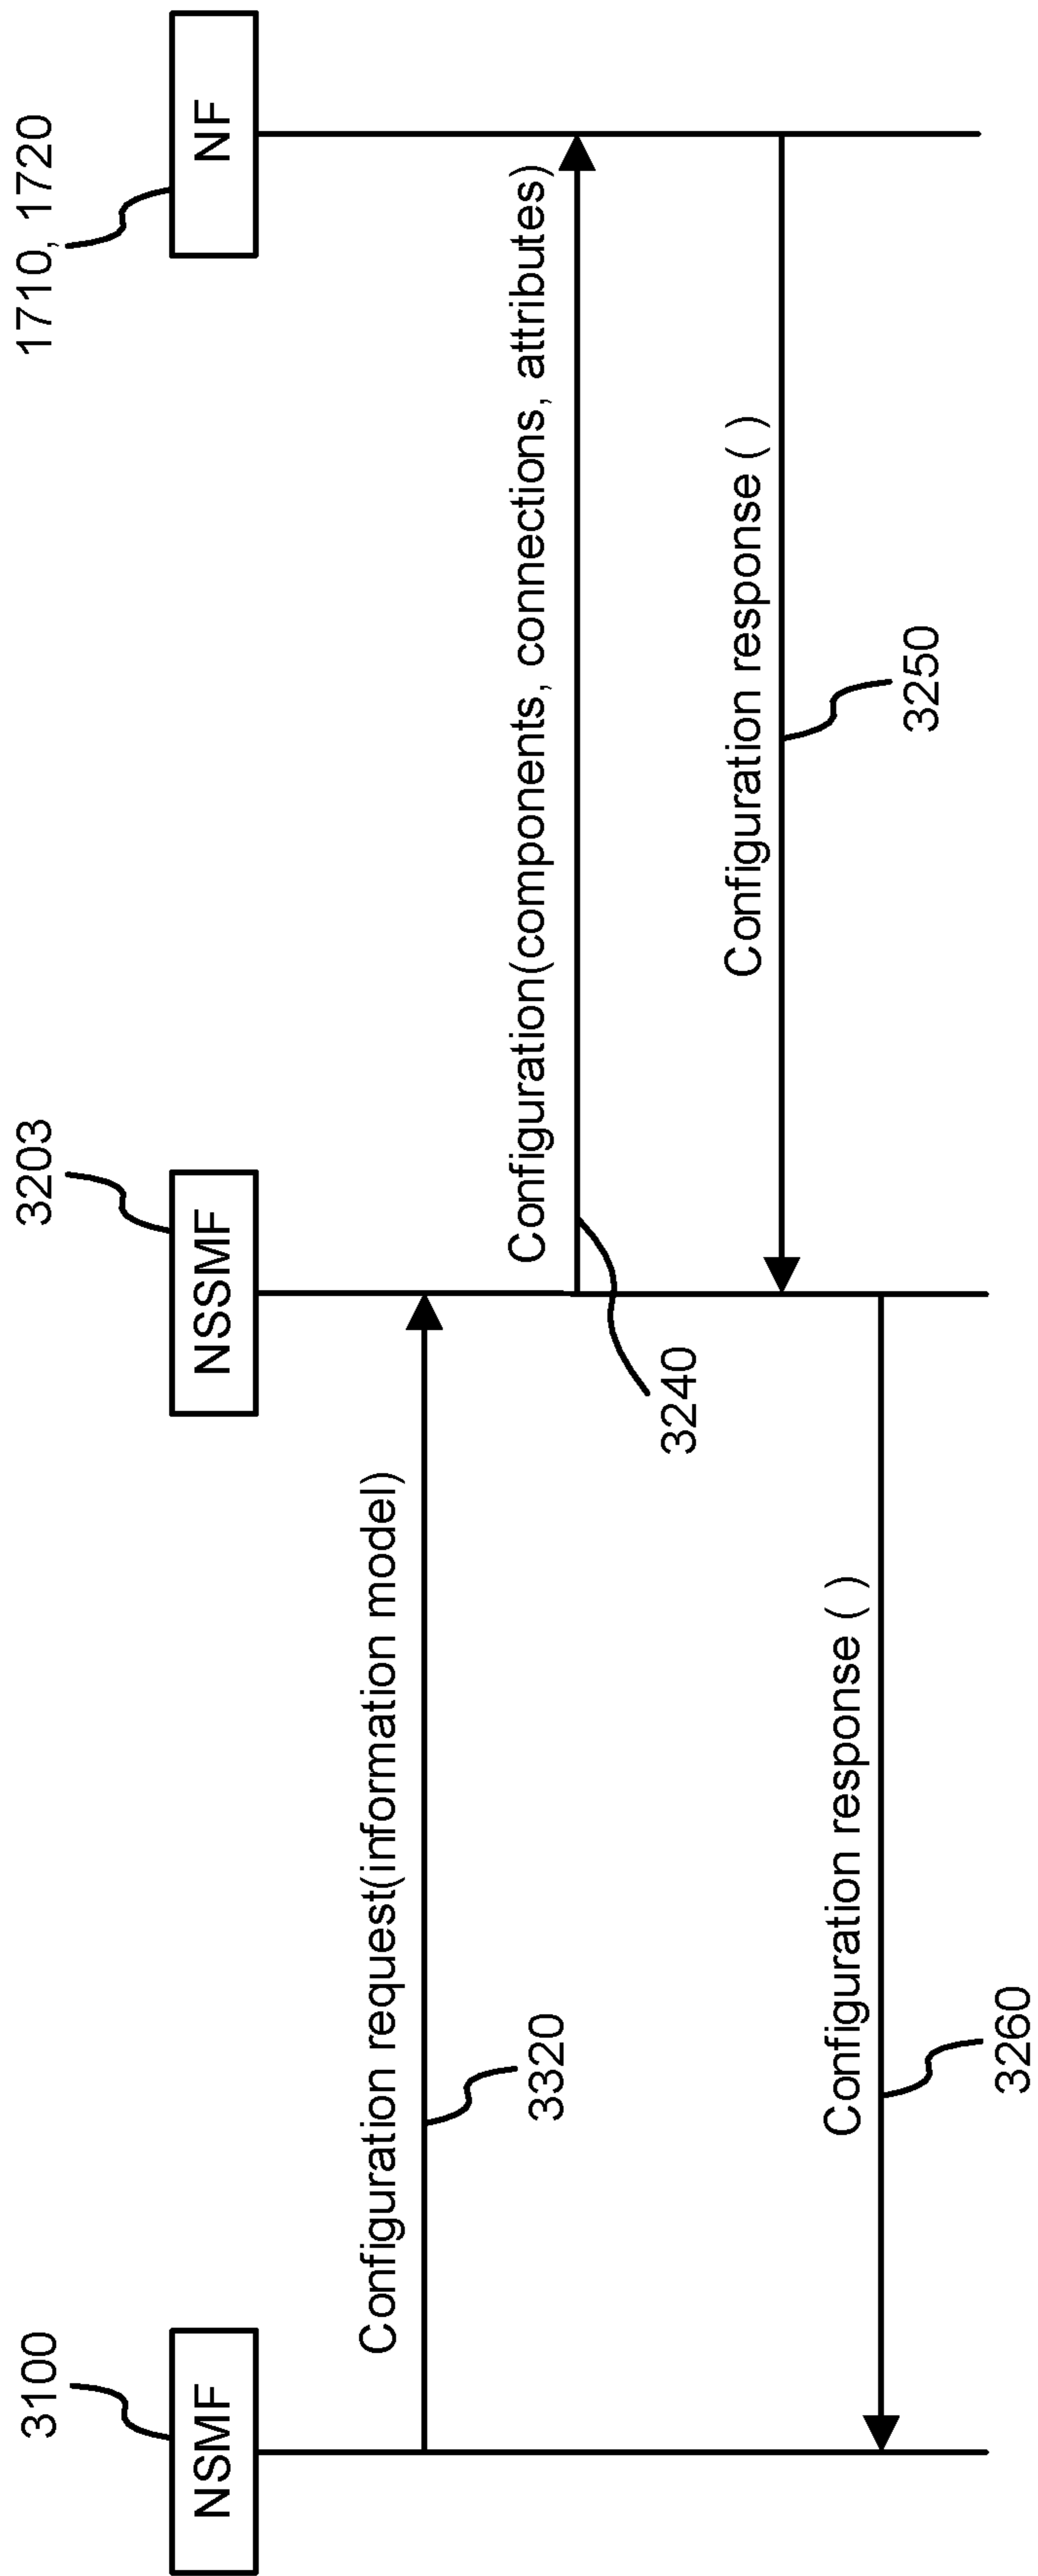 3100
3203
1710, 1720
NSMF
NSSMF
NF
Configuration request(information model)
3320
Configuration(components, connections, attributes)
3240
Configuration response ( )
3250
Configuration response ( )
3260